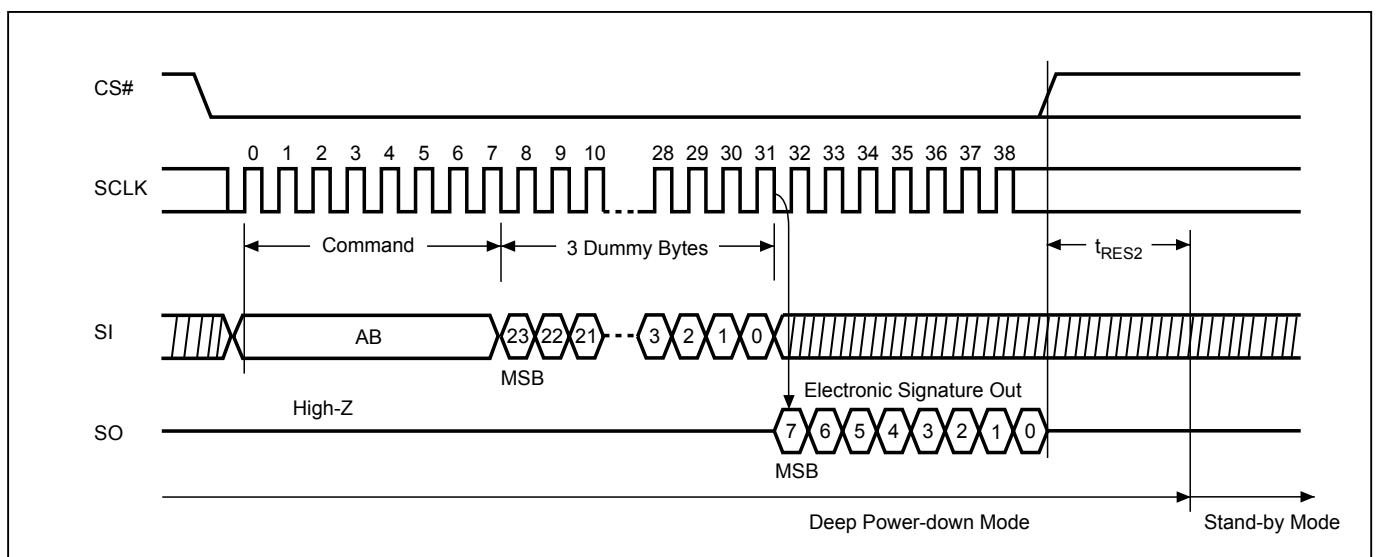 CS#
0 1 2 3 4 5 6 7 8 9 10 28 29 30 31 32 33 34 35 36 37 38
SCLK
Command 3 Dummy Bytes tRES2
SI AB 23 22 21 3 2 1 0
MSB
Electronic Signature Out
High-Z
SO 7 6 5 4 3 2 1 0
MSB
Deep Power-down Mode Stand-by Mode